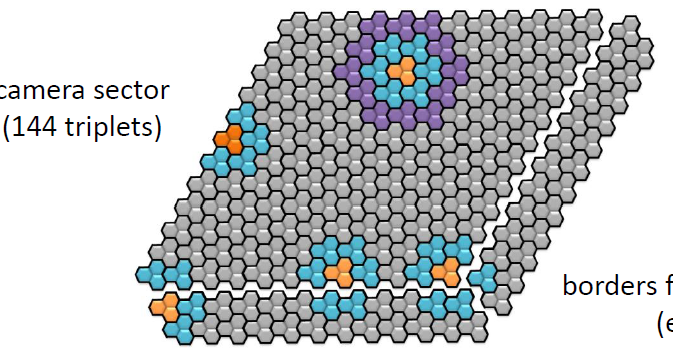 camera sector
(144 triplets)
borders f
(e